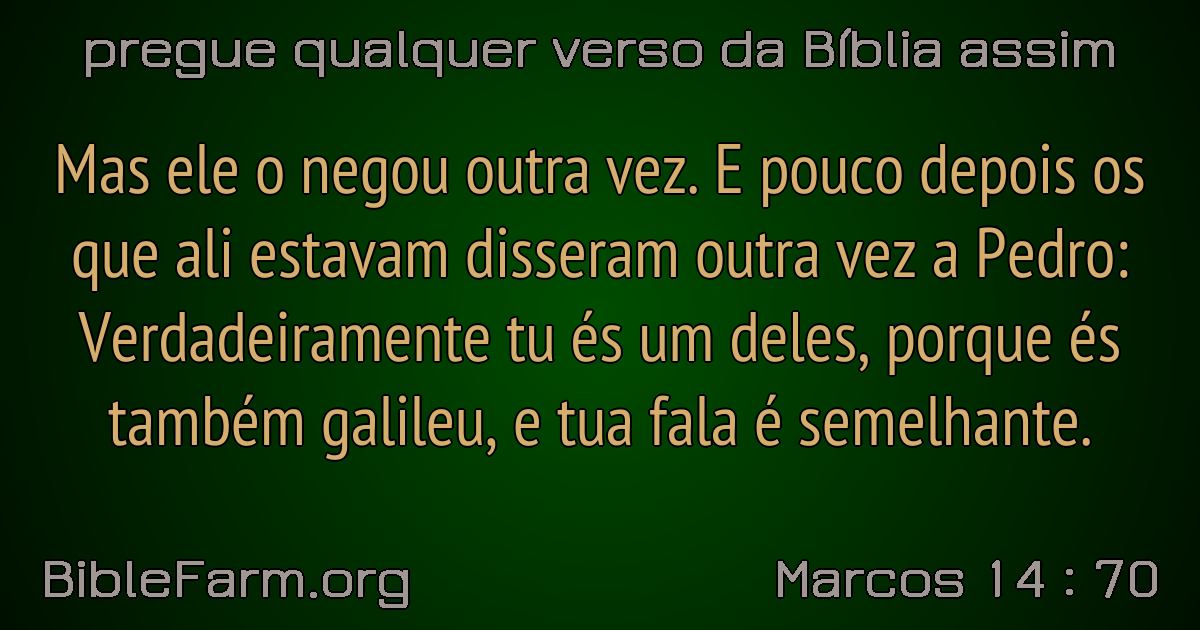 pregue qualquer verso da Bíblia assim
Mas ele o negou outra vez. E pouco depois os
que ali estavam disseram outra vez a Pedro:
Verdadeiramente tu és um deles, porque és
também galileu, e tua fala é semelhante.
BibleFarm.org
Marcos 14 : 70